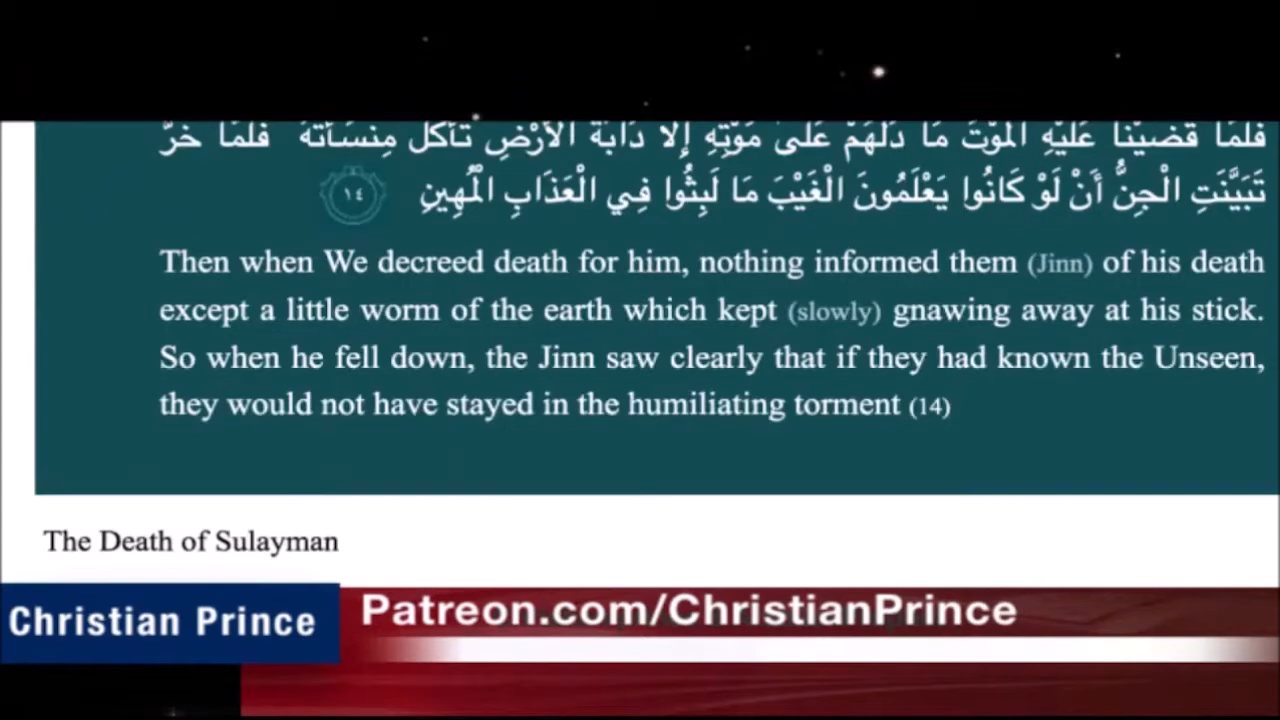 فَلَمَّا قَضَيْنَا عَلَيْهِ الْمَوْتَ مَا دَلَّهُمْ عَلَىٰ مَوْتِهِ إِلَّا دَابَّةُ الْأَرْضِ تَأْكُلُ مِنسَأَتَهُ فَلَمَّا خَرَّ
تَبَيَّنَتِ الْجِنُّ أَنْ لَوْ كَانُوا يَعْلَمُونَ الْغَيْبَ مَا لَبِثُوا فِي الْعَذَابِ الْمُهِينِ ١٤
Then when We decreed death for him, nothing informed them (Jinn) of his death
except a little worm of the earth which kept (slowly) gnawing away at his stick.
So when he fell down, the Jinn saw clearly that if they had known the Unseen,
they would not have stayed in the humiliating torment (14)
The Death of Sulayman
Christian Prince
Patreon.com/ChristianPrince